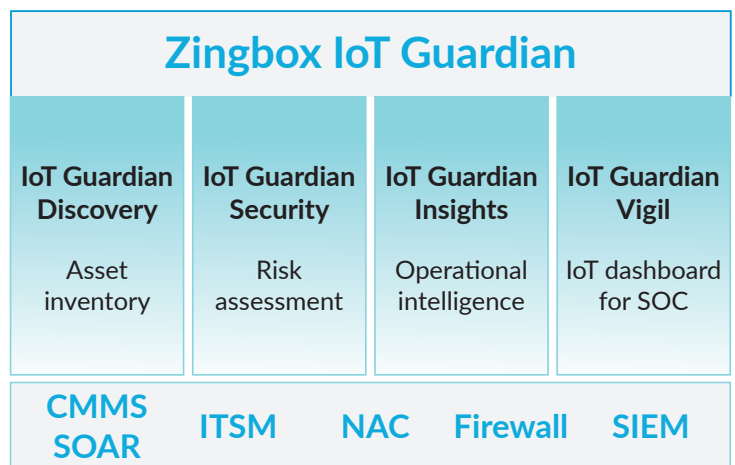 Zingbox IoT Guardian
IoT Guardian
Discovery
Asset
inventory
IoT Guardian
Security
Risk
assessment
IoT Guardian
Insights
Operational
intelligence
IoT Guardian
Vigil
IoT dashboard
for SOC
CMMS
SOAR
ITSM
NAC
Firewall
SIEM